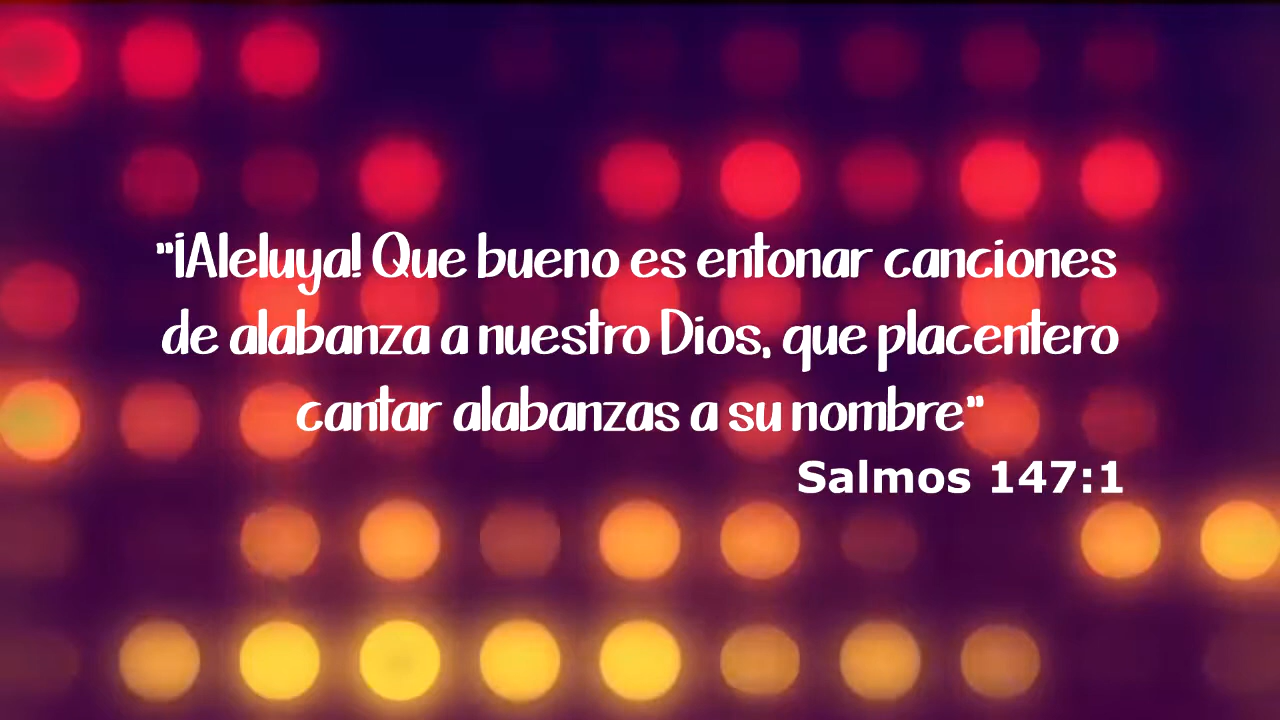 "¡Aleluya! Que bueno es entonar canciones
de alabanza a nuestro Dios, que placentero
cantar alabanzas a su nombre"
Salmos 147:1